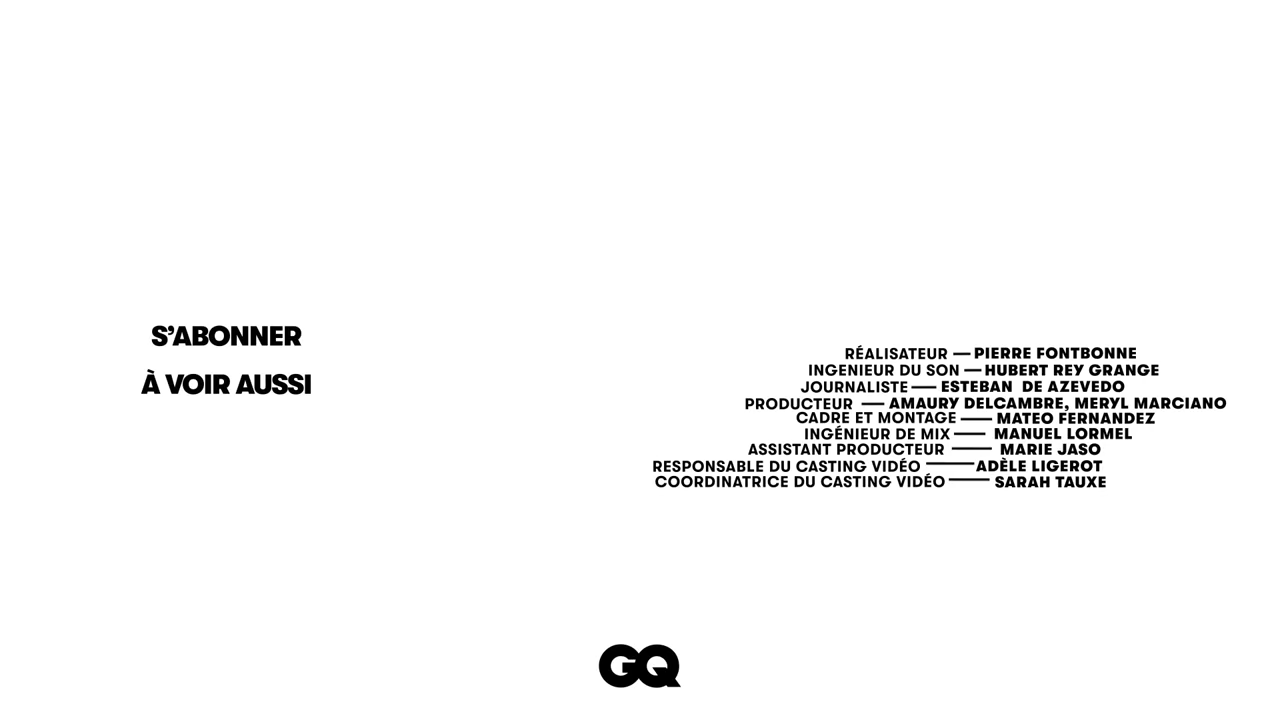 S'ABONNER
À VOIR AUSSI
RÉALISATEUR — PIERRE FONTBONNE
INGENIEUR DU SON — HUBERT REY GRANGE
JOURNALISTE — ESTEBAN DE AZEVEDO
PRODUCTEUR — AMAURY DELCAMBRE, MERYL MARCIANO
CADRE ET MONTAGE — MATEO FERNANDEZ
INGÉNIEUR DE MIX — MANUEL LORMEL
ASSISTANT PRODUCTEUR — MARIE JASO
RESPONSABLE DU CASTING VIDÉO — ADÈLE LIGEROT
COORDINATRICE DU CASTING VIDÉO — SARAH TAUXE
GQ